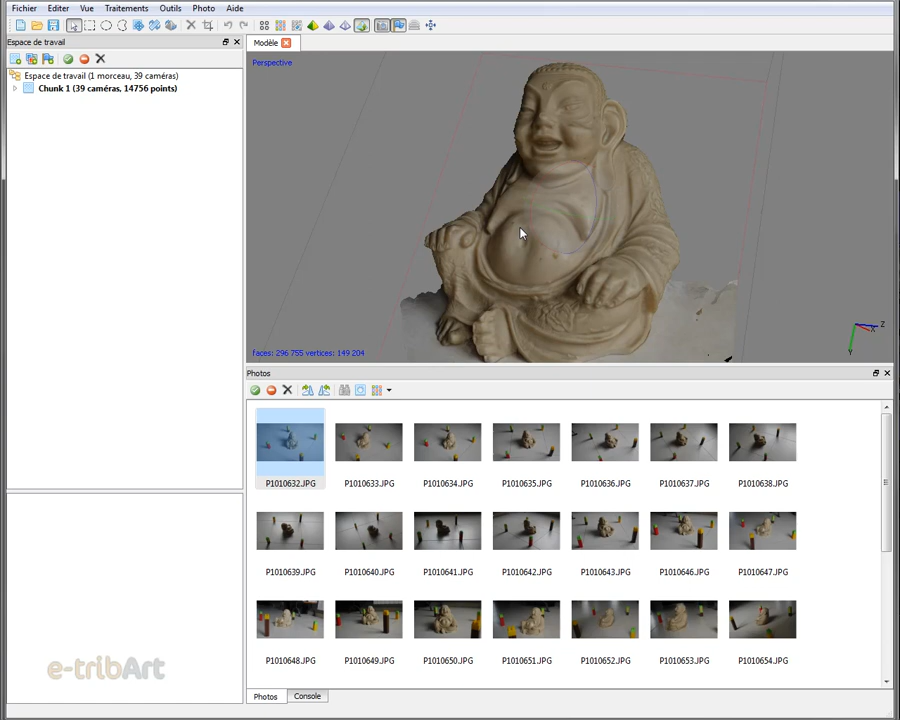 Fichier Editer Vue Traitements Outils Photo Aide
Espace de travail
Modèle
Espace de travail (1 morceau, 39 caméras)
Chunk 1 (39 caméras, 14756 points)
Perspective
Z
X
Y
faces: 296 755 vertices: 149 204
Photos
P1010632.JPG P1010633.JPG P1010634.JPG P1010635.JPG P1010636.JPG P1010637.JPG P1010638.JPG
P1010639.JPG P1010640.JPG P1010641.JPG P1010642.JPG P1010643.JPG P1010646.JPG P1010647.JPG
P1010648.JPG P1010649.JPG P1010650.JPG P1010651.JPG P1010652.JPG P1010653.JPG P1010654.JPG
e-tribArt
Photos Console